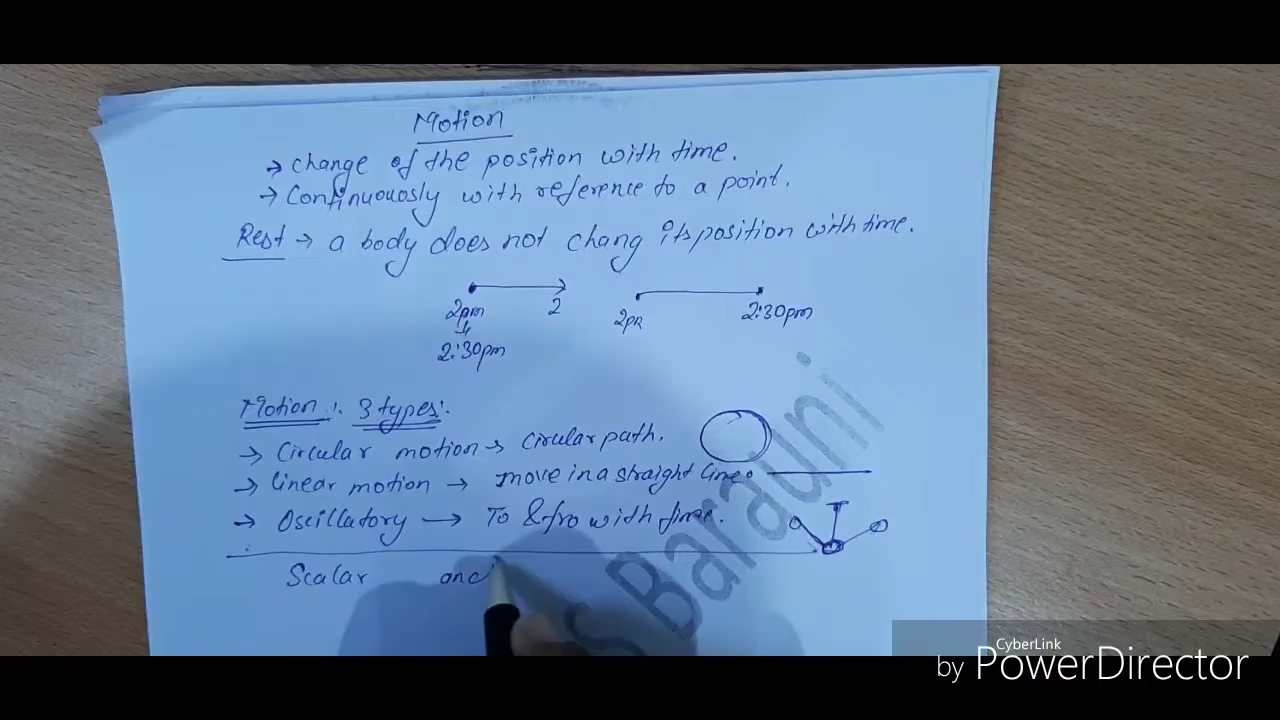 Motion
→ change of the position with time.
→ Continuously with reference to a point.
Rest → a body does not chang its position with time.
2pm 2 2pm 2:30pm
2:30pm
Motion :. 3 types:.
→ Circular motion → Circular path.
→ Linear motion → move in a straight line.
→ Oscillatory → To & fro with time.
Scalar and
S Barauni
CyberLink
by PowerDirector